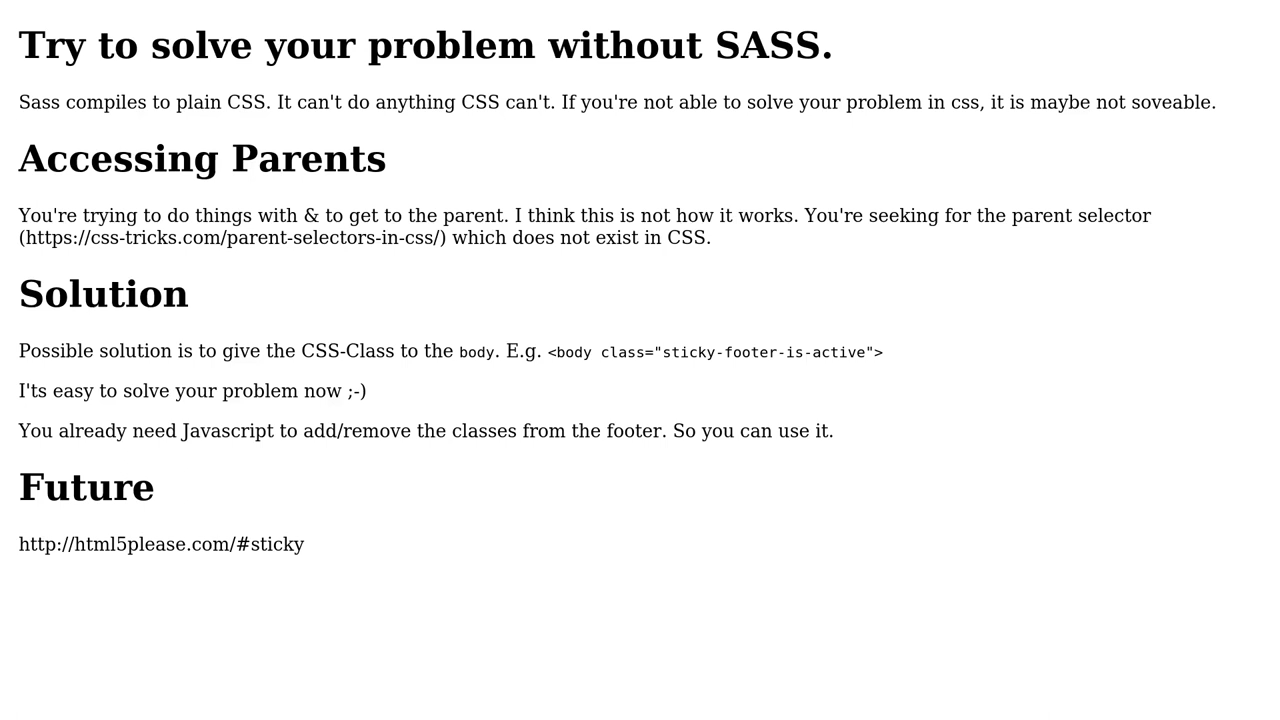 Try to solve your problem without SASS.
Sass compiles to plain CSS. It can't do anything CSS can't. If you're not able to solve your problem in css, it is maybe not soveable.
Accessing Parents
You're trying to do things with & to get to the parent. I think this is not how it works. You're seeking for the parent selector
(https://css-tricks.com/parent-selectors-in-css/) which does not exist in CSS.
Solution
Possible solution is to give the CSS-Class to the body. E.g. <body class="sticky-footer-is-active">
I'ts easy to solve your problem now ;-)
You already need Javascript to add/remove the classes from the footer. So you can use it.
Future
http://html5please.com/#sticky